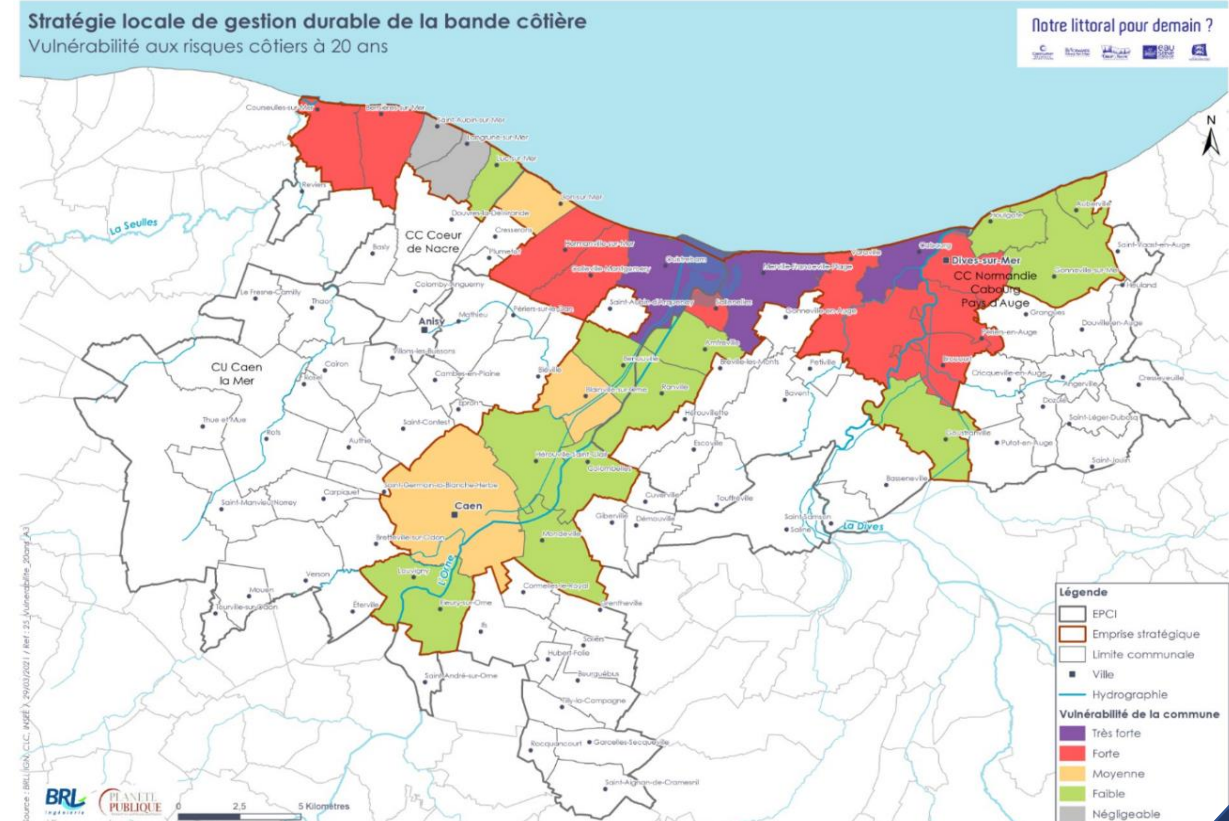 Stratégie locale de gestion durable de la bande côtière
Vulnérabilité aux risques côtiers à 20 ans
Notre littoral pour demain ?
N
Courseulles-sur-Mer
Bernières-sur-Mer
Saint-Aubin-sur-Mer
Langrune-sur-Mer
Luc-sur-Mer
Reviers
La Seulles
Douvres-la-Délivrande
Lion-sur-Mer
Cresserons
Plumetot
CC Coeur
de Nacre
Basly
Hermanville-sur-Mer
Colleville-Montgomery
Ouistreham
Merville-Franceville-Plage
Varaville
Cabourg
Houlgate
Auberville
Dives-sur-Mer
CC Normandie
Cabourg
Pays d'Auge
Gonneville-sur-Mer
Saint-Vaast-en-Auge
Heuland
Le Fresne-Camilly
Thaon
Colomby-Anguerny
Anisy
Mathieu
Périers-sur-le-Dan
Saint-Aubin-d'Arquenay
Sallenelles
Gonneville-en-Auge
Grangues
Périers-en-Auge
Douville-en-Auge
Villons-les-Buissons
Cairon
Rosel
Cambes-en-Plaine
Biéville
Bénouville
Amfréville
Bréville-les-Monts
Petiville
Brucourt
Cricqueville-en-Auge
Angerville
Cresseveuille
CU Caen
la Mer
Blainville-sur-Orne
Ranville
Bavent
Dozulé
Saint-Léger-Dubosq
Thue et Mue
Rots
Authie
Epron
Saint-Contest
Hérouvillette
Escoville
Goustranville
Putot-en-Auge
Saint-Jouin
Hérouville-Saint-Clair
Colombelles
Saint-Manvieu-Norrey
Carpiquet
Saint-Germain-la-Blanche-Herbe
Caen
Cuverville
Touffréville
Basseneville
Giberville
Démouville
Saint-Samson
Saline
La Dives
Bretteville-sur-Odon
Mondeville
Verson
Mouen
Tourville-sur-Odon
Éterville
Louvigny
L'Orne
Fleury-sur-Orne
Cormelles-le-Royal
Grentheville
Ifs
Soliers
Hubert-Folie
Bourguébus
Saint-André-sur-Orne
Tilly-la-Campagne
Rocquancourt
Garcelles-Secqueville
Saint-Aignan-de-Cramesnil
Légende
EPCI
Emprise stratégique
Limite communale
Ville
Hydrographie
Vulnérabilité de la commune
Très forte
Forte
Moyenne
Faible
Négligeable
BRL
Ingénierie
PLANETE
PUBLIQUE
0 2,5 5 Kilomètres